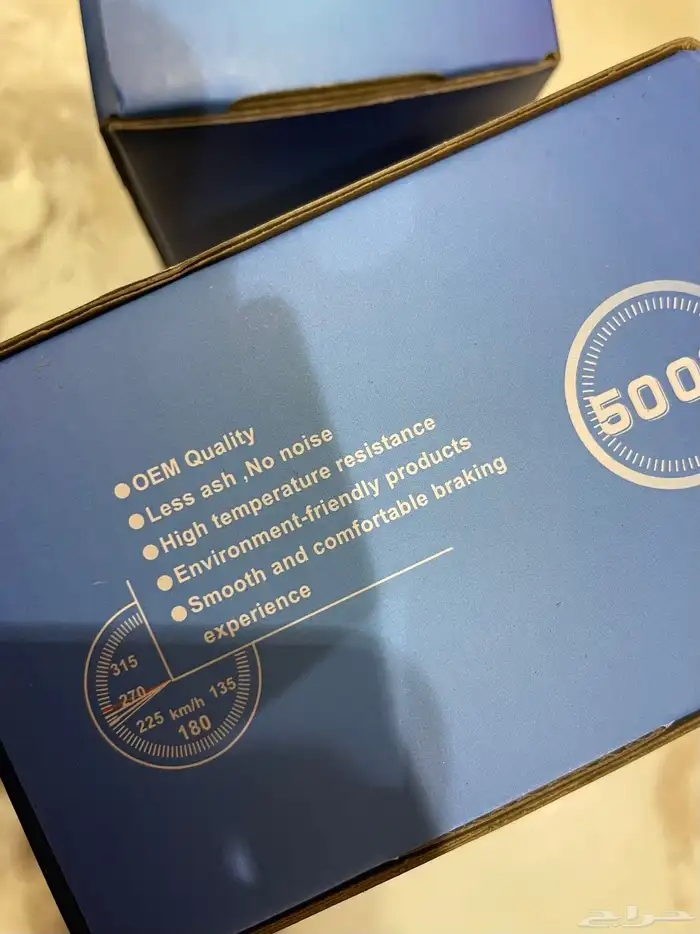 ●OEM Quality
●Less ash ,No noise
●High temperature resistance
●Environment-friendly products
●Smooth and comfortable braking
experience
500
315
270
225 km/h 135
180
حراج